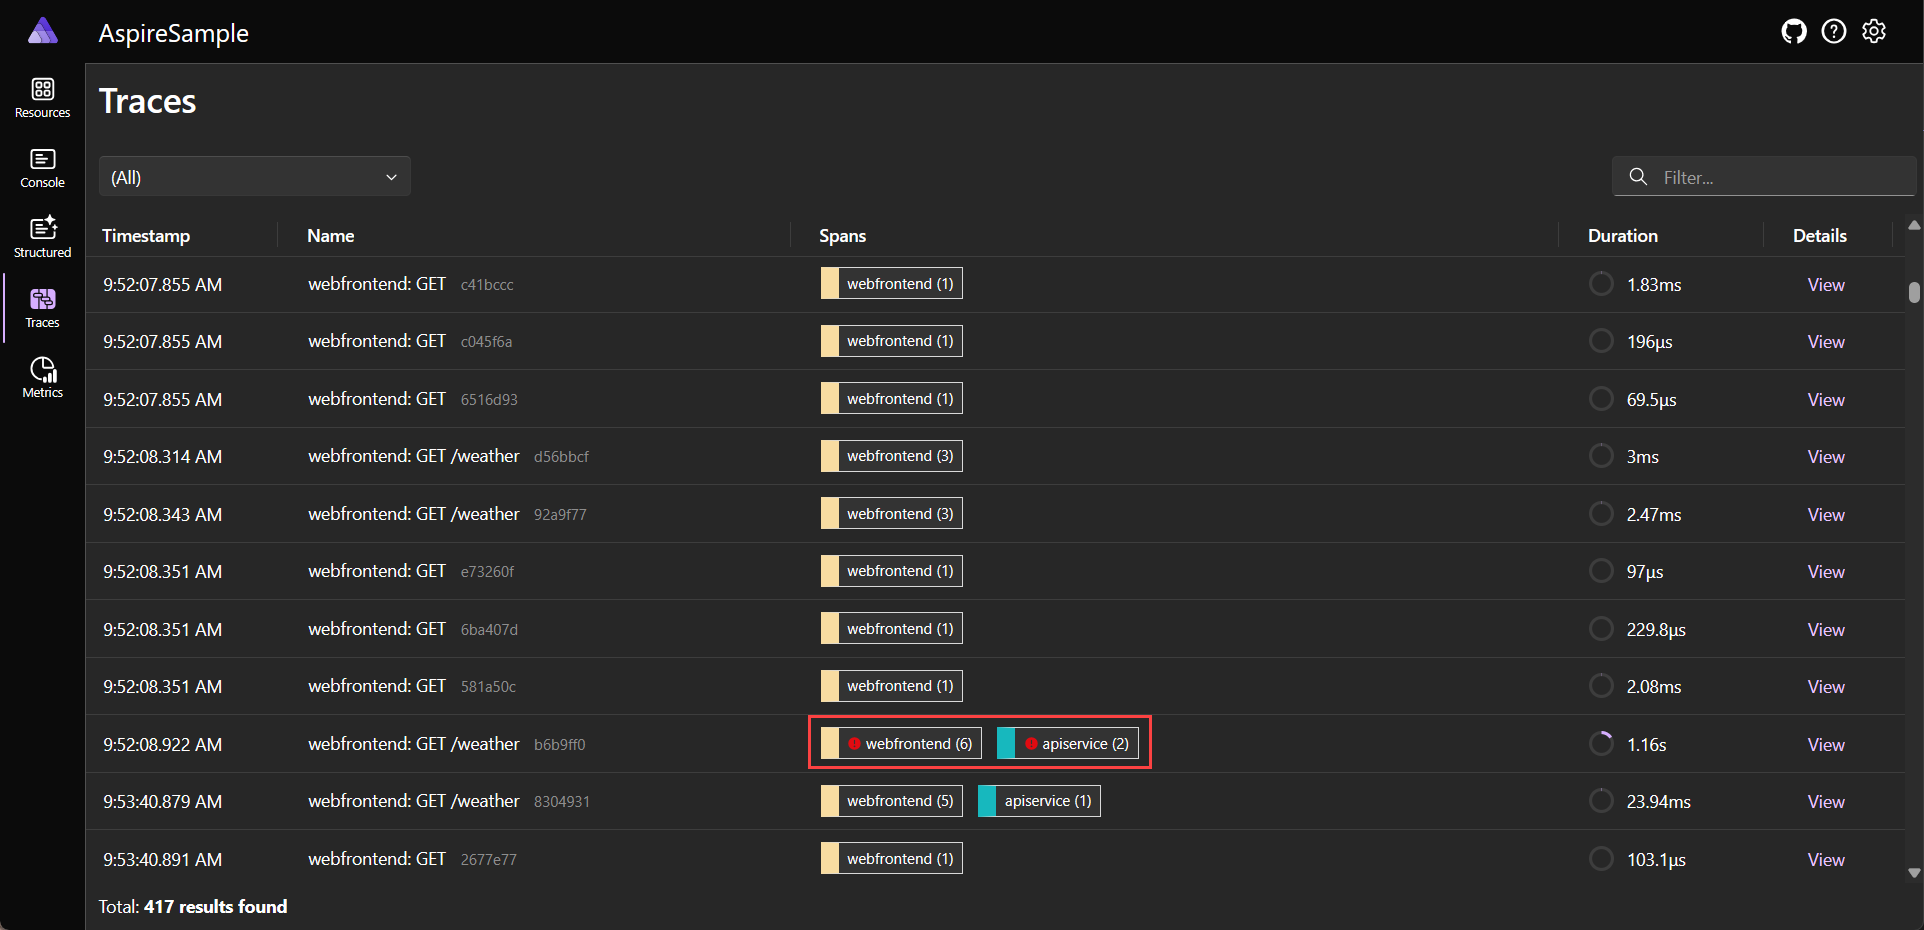 AspireSample
Resources
Console
Structured
Traces
Metrics
Traces
(All)
Filter...
Timestamp Name Spans Duration Details
9:52:07.855 AM webfrontend: GET c41bccc webfrontend (1) 1.83ms View
9:52:07.855 AM webfrontend: GET c045f6a webfrontend (1) 196µs View
9:52:07.855 AM webfrontend: GET 6516d93 webfrontend (1) 69.5µs View
9:52:08.314 AM webfrontend: GET /weather d56bbcf webfrontend (3) 3ms View
9:52:08.343 AM webfrontend: GET /weather 92a9f77 webfrontend (3) 2.47ms View
9:52:08.351 AM webfrontend: GET e73260f webfrontend (1) 97µs View
9:52:08.351 AM webfrontend: GET 6ba407d webfrontend (1) 229.8µs View
9:52:08.351 AM webfrontend: GET 581a50c webfrontend (1) 2.08ms View
9:52:08.922 AM webfrontend: GET /weather b6b9ff0 webfrontend (6) apiservice (2) 1.16s View
9:53:40.879 AM webfrontend: GET /weather 8304931 webfrontend (5) apiservice (1) 23.94ms View
9:53:40.891 AM webfrontend: GET 2677e77 webfrontend (1) 103.1µs View
Total: 417 results found